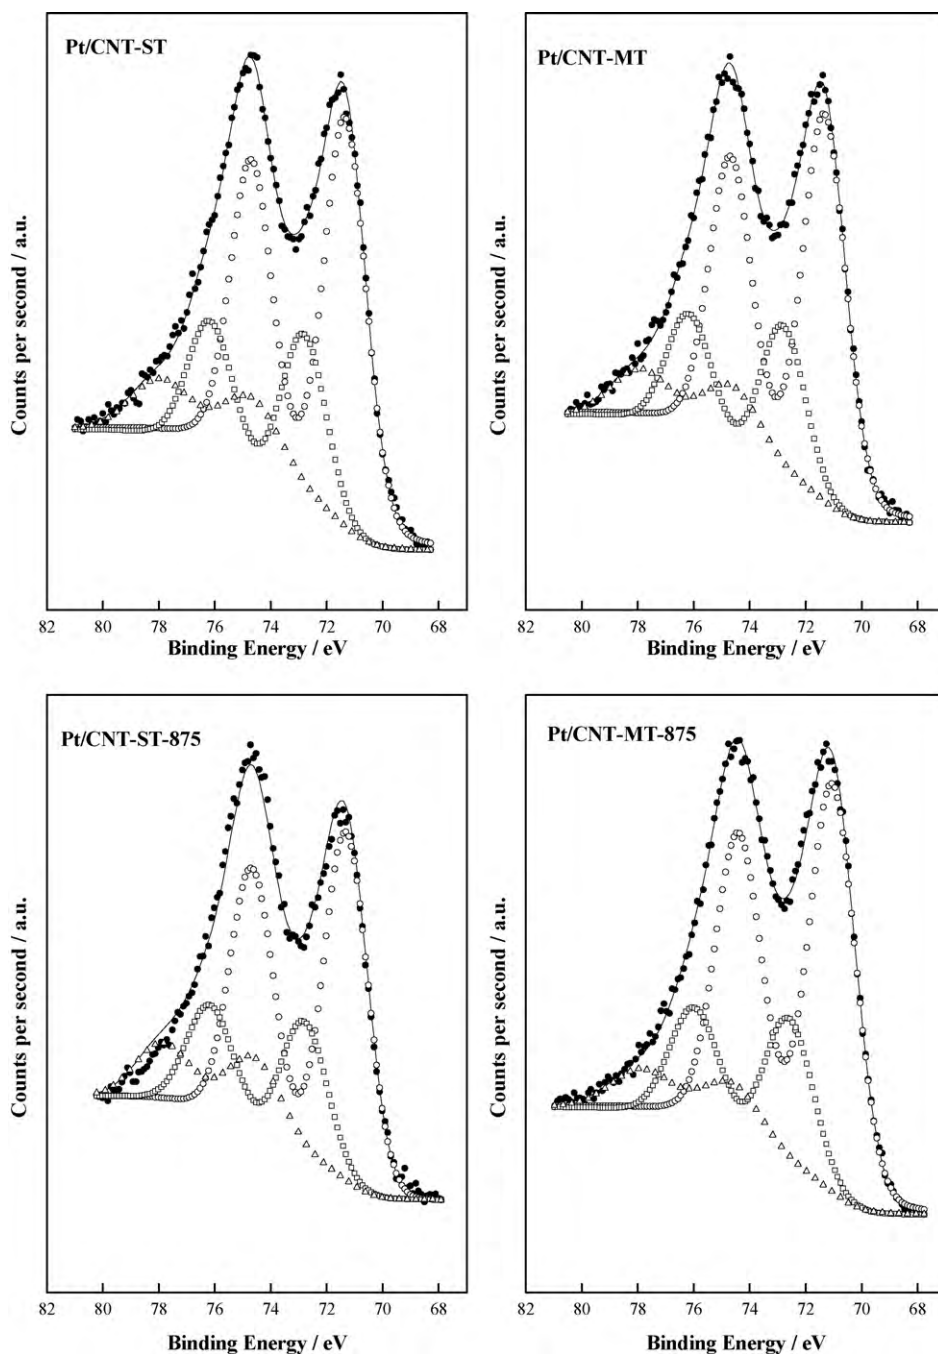 Pt/CNT-ST
Counts per second / a.u.
82 80 78 76 74 72 70 68
Binding Energy / eV
Pt/CNT-MT
Counts per second / a.u.
82 80 78 76 74 72 70 68
Binding Energy / eV
Pt/CNT-ST-875
Counts per second / a.u.
82 80 78 76 74 72 70 68
Binding Energy / eV
Pt/CNT-MT-875
Counts per second / a.u.
82 80 78 76 74 72 70 68
Binding Energy / eV